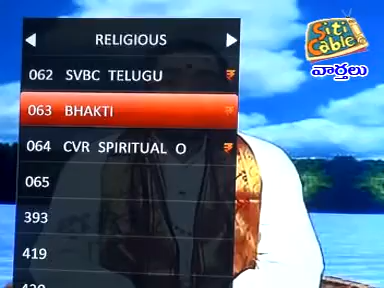 RELIGIOUS
Siti
Cable
వార్తలు
062 SVBC TELUGU
063 BHAKTI
064 CVR SPIRITUAL O
065
393
419